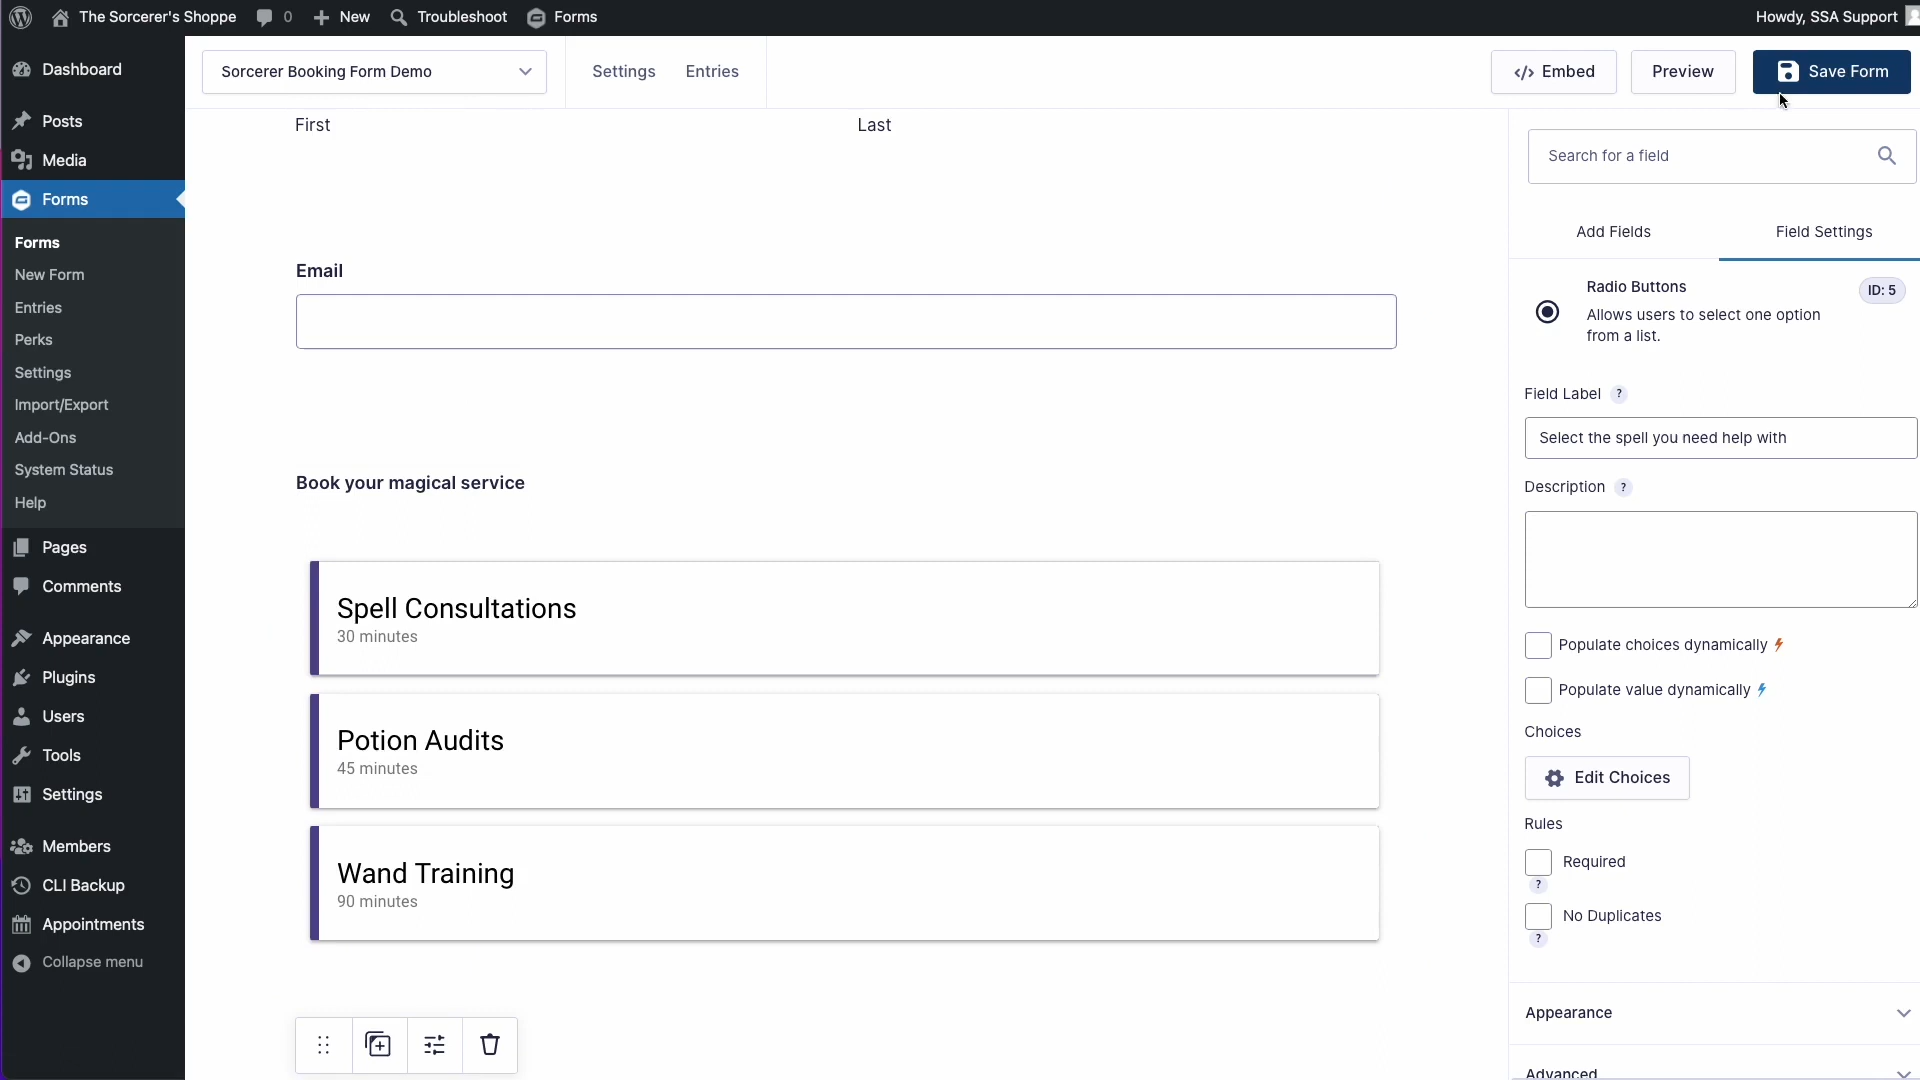 The Sorcerer's Shoppe 0 New Troubleshoot Forms Howdy, SSA Support
Dashboard
Posts
Media
Forms
Forms
New Form
Entries
Perks
Settings
Import/Export
Add-Ons
System Status
Help
Pages
Comments
Appearance
Plugins
Users
Tools
Settings
Members
CLI Backup
Appointments
Collapse menu
Sorcerer Booking Form Demo Settings Entries </> Embed Preview Save Form
First Last
Email
Book your magical service
Spell Consultations
30 minutes
Potion Audits
45 minutes
Wand Training
90 minutes
Search for a field
Add Fields Field Settings
Radio Buttons ID: 5
Allows users to select one option
from a list.
Field Label ?
Select the spell you need help with
Description ?
Populate choices dynamically
Populate value dynamically
Choices
Edit Choices
Rules
Required
?
No Duplicates
?
Appearance
Advanced